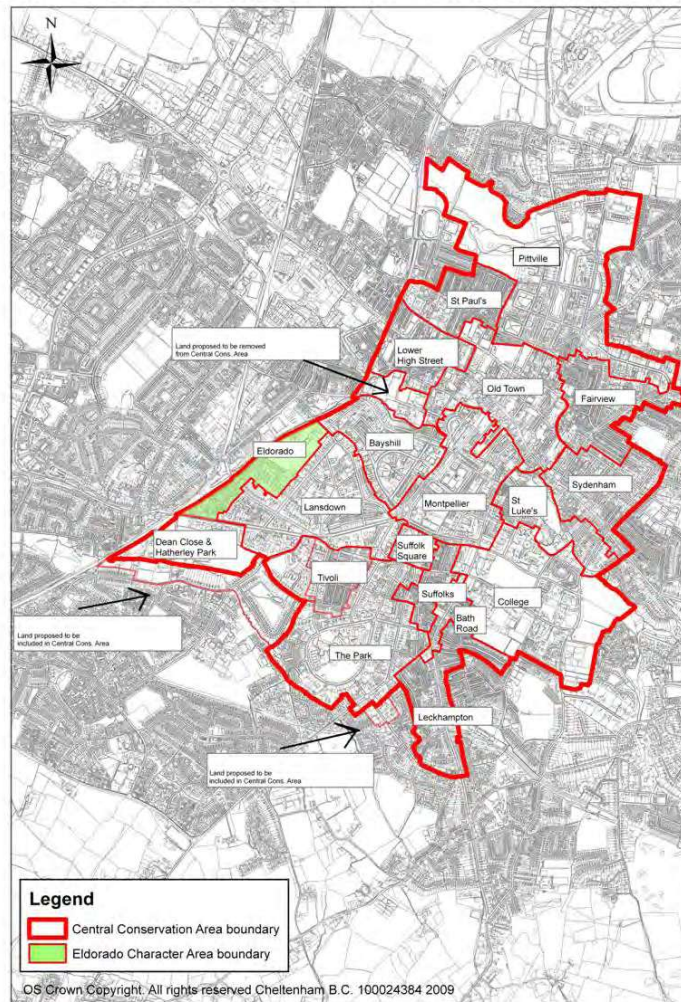 N
Pittville
St Paul's
Land proposed to be removed
from Central Cons. Area
Lower
High Street
Old Town
Fairview
Eldorado
Bayshill
Sydenham
Lansdown
Montpellier
St
Luke's
Dean Close &
Hatherley Park
Suffolk
Square
Tivoli
Suffolks
College
Bath
Road
Land proposed to be
included in Central Cons. Area
The Park
Leckhampton
Land proposed to be
included in Central Cons. Area
Legend
Central Conservation Area boundary
Eldorado Character Area boundary
OS Crown Copyright. All rights reserved Cheltenham B.C. 100024384 2009